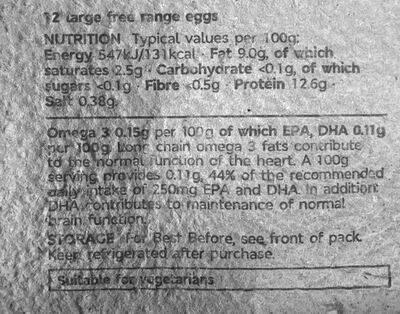 12 large free range eggs
NUTRITION Typical values per 100g:
Energy 547kJ/131kcal · Fat 9.0g, of which
saturates 2.5g · Carbohydrate <0.1g, of which
sugars <0.1g · Fibre <0.5g · Protein 12.6g ·
Salt 0.38g.
Omega 3 0.15g per 100g of which EPA, DHA 0.11g
per 100g. Long chain omega 3 fats contribute
to the normal function of the heart. A 100g
serving provides 0.11g, 44% of the recommended
daily intake of 250mg EPA and DHA. In addition
DHA contributes to maintenance of normal
brain function.
STORAGE For Best Before, see front of pack.
Keep refrigerated after purchase.
Suitable for vegetarians